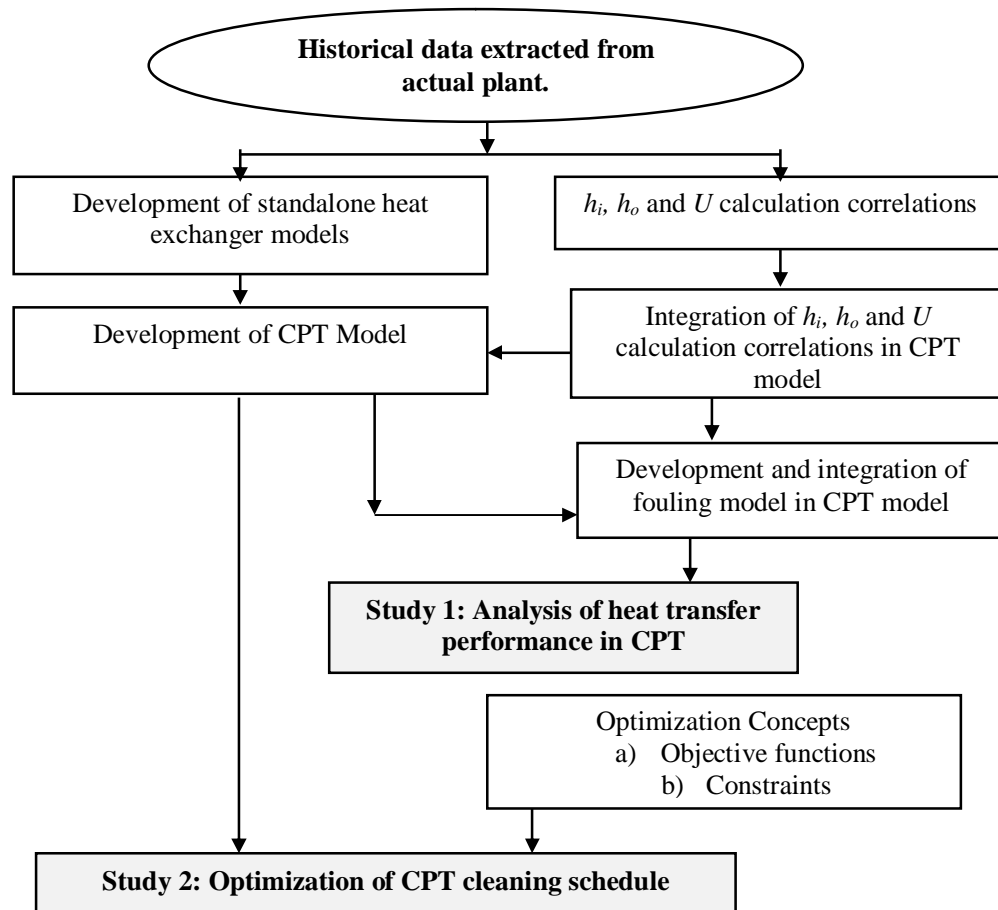 Historical data extracted from
actual plant.
Development of standalone heat
exchanger models
hi, ho and U calculation correlations
Development of CPT Model
Integration of hi, ho and U
calculation correlations in CPT
model
Development and integration of
fouling model in CPT model
Study 1: Analysis of heat transfer
performance in CPT
Optimization Concepts
a) Objective functions
b) Constraints
Study 2: Optimization of CPT cleaning schedule